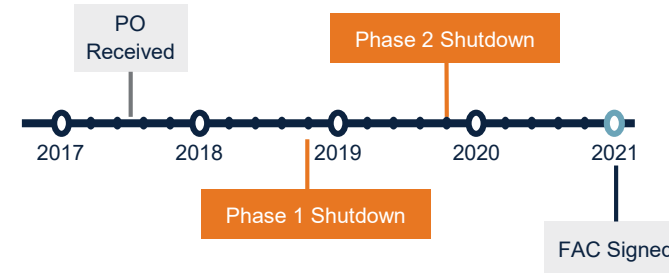 PO
Received
Phase 2 Shutdown
2017
2018
2019
2020
2021
Phase 1 Shutdown
FAC Signed